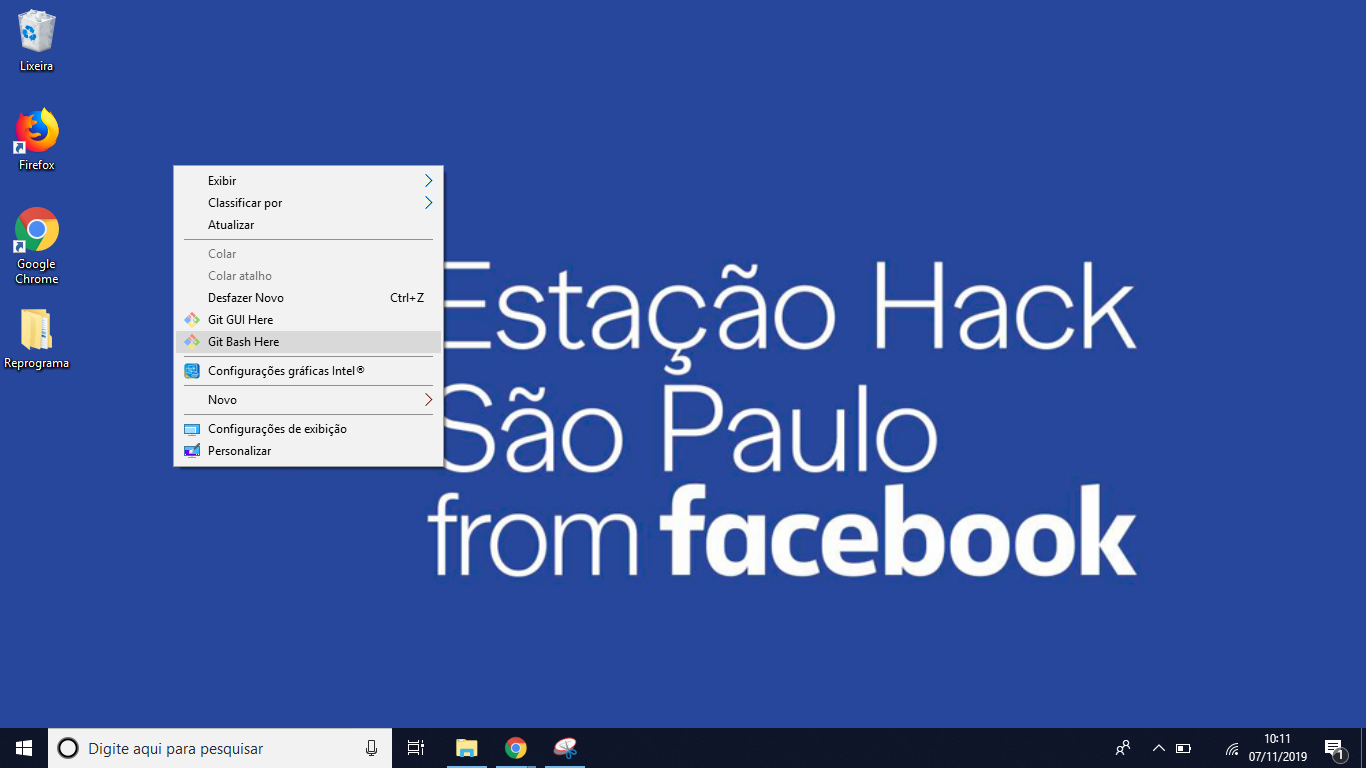 Lixeira
Firefox
Google
Chrome
Reprograma
Exibir
Classificar por
Atualizar
Colar
Colar atalho
Desfazer Novo Ctrl+Z
Git GUI Here
Git Bash Here
Configurações gráficas Intel®
Novo
Configurações de exibição
Personalizar
Estação Hack
São Paulo
from facebook
Digite aqui para pesquisar
10:11
07/11/2019
1